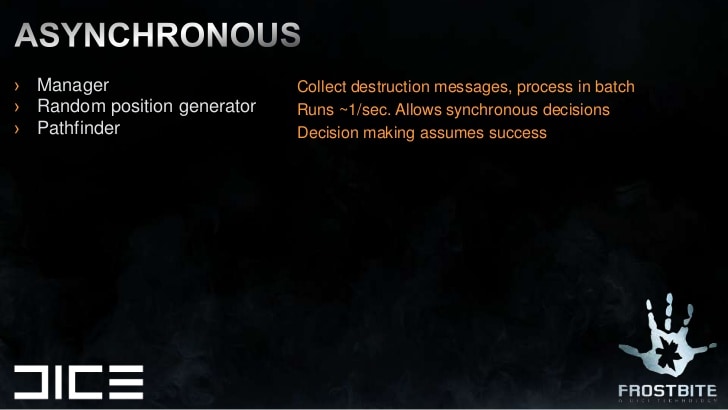 ASYNCHRONOUS
› Manager
› Random position generator
› Pathfinder
Collect destruction messages, process in batch
Runs ~1/sec. Allows synchronous decisions
Decision making assumes success
DICE
FROSTBITE
A DICE TECHNOLOGY